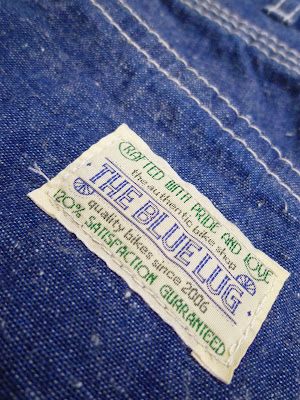 CRAFTED WITH PRIDE AND LOVE
the authentic bike shop
THE BLUE LUG
quality bikes since 2006
120% SATISFACTION GUARANTEED